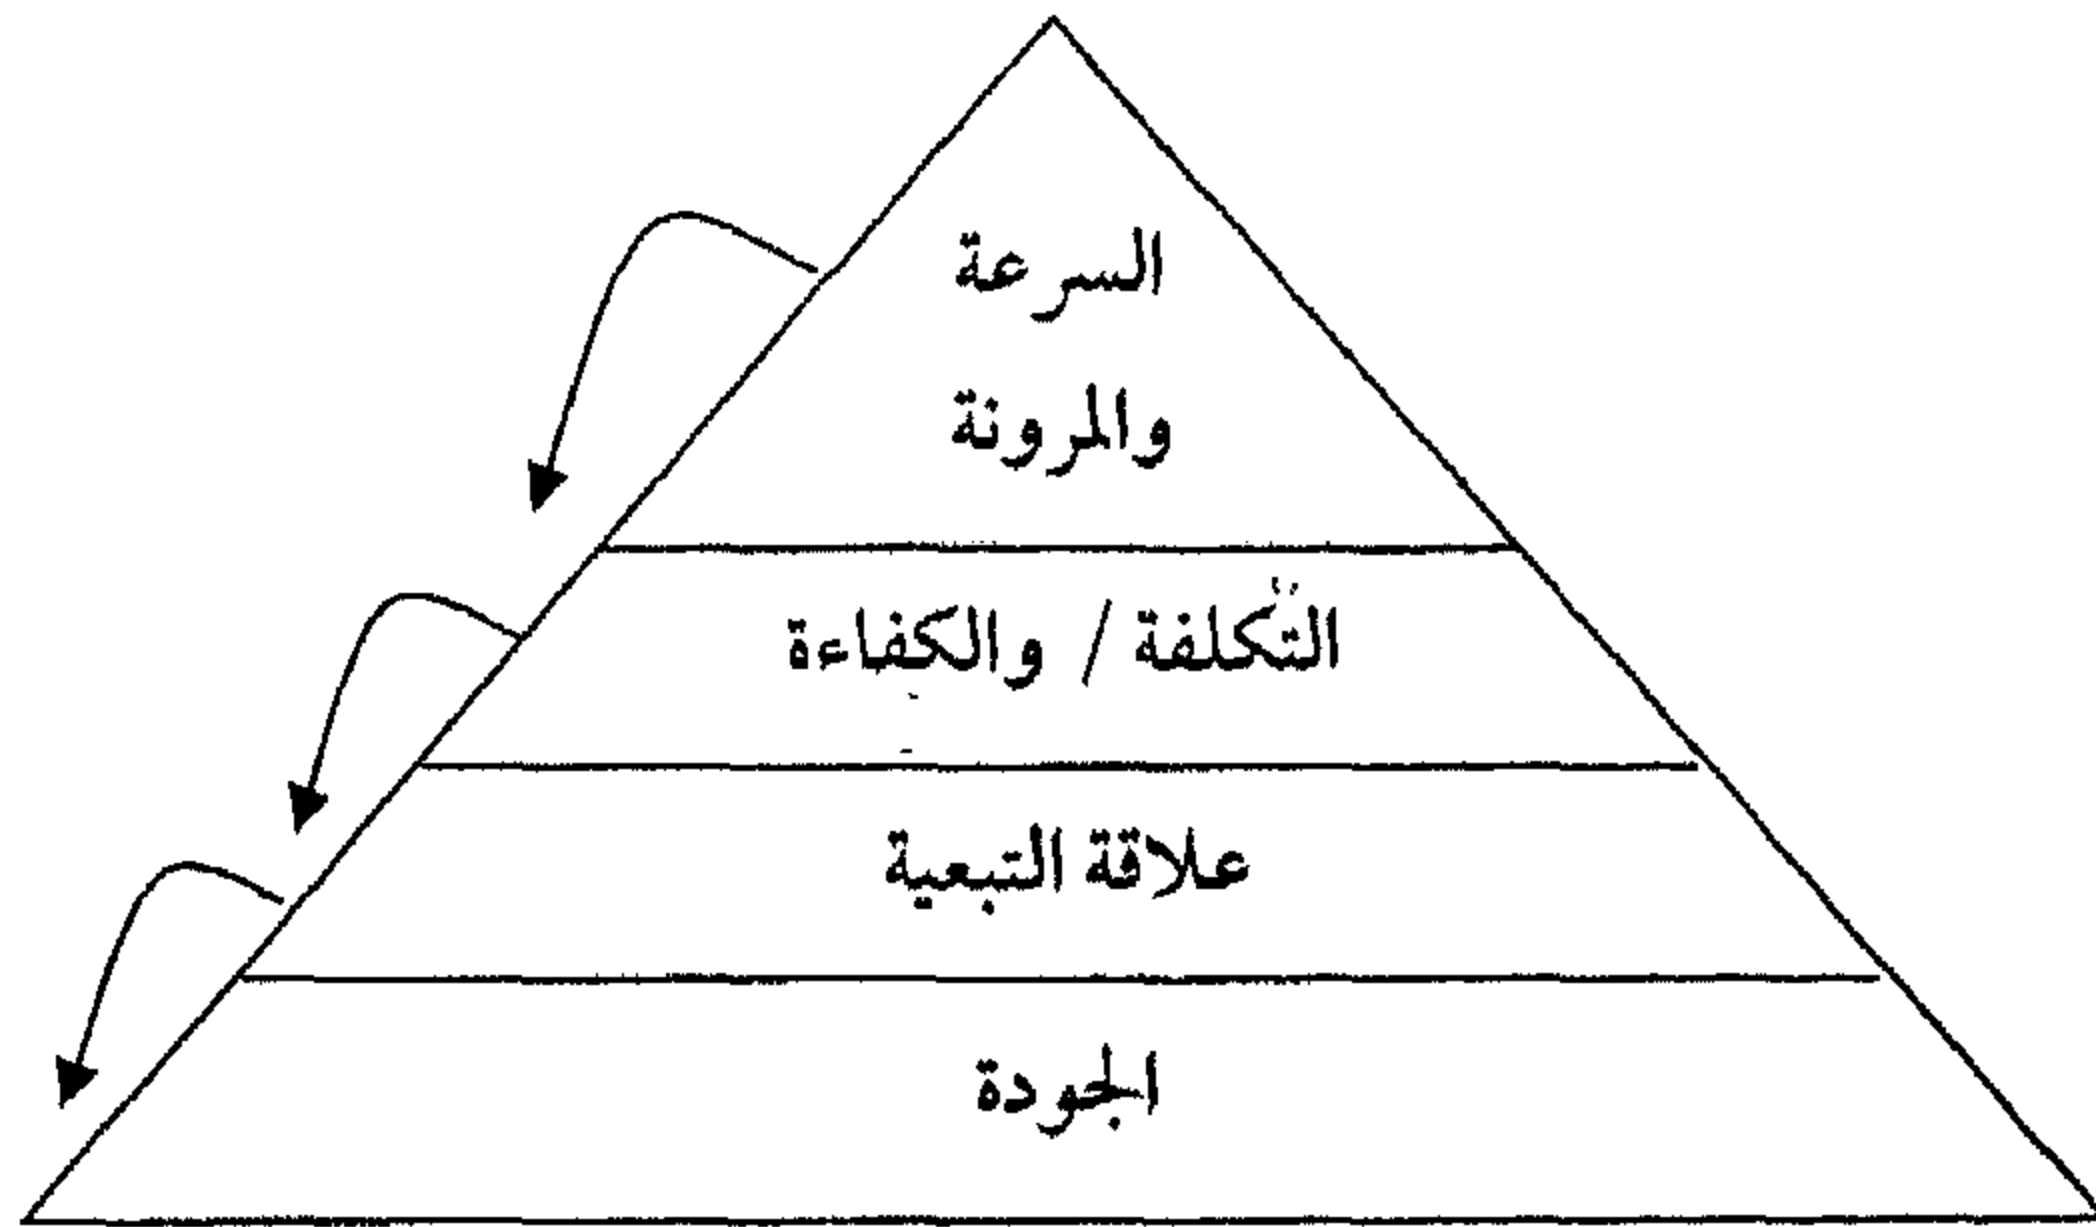 السرعة
والمرونة
التكلفة / والكفاءة
علاقة التبعية
الجودة